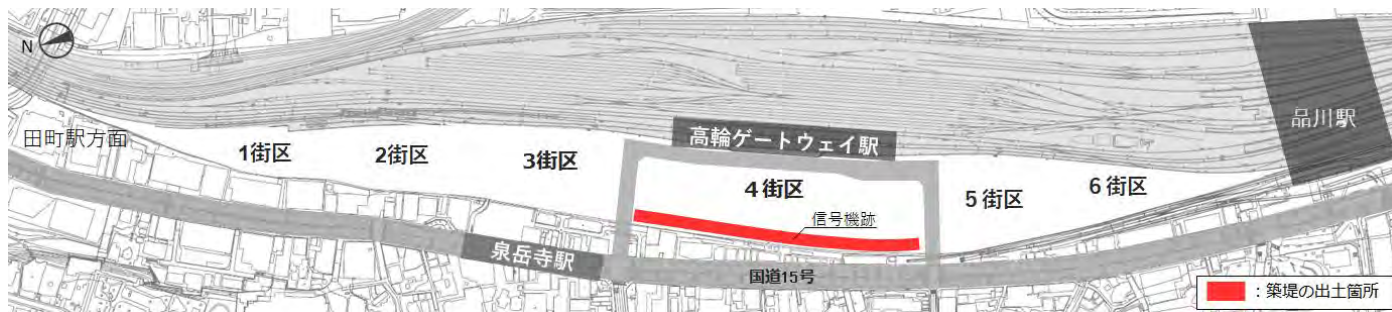 N
田町駅方面
1街区
2街区
3街区
高輪ゲートウェイ駅
4街区
信号機跡
5街区
6街区
品川駅
泉岳寺駅
国道15号
：築堤の出土箇所